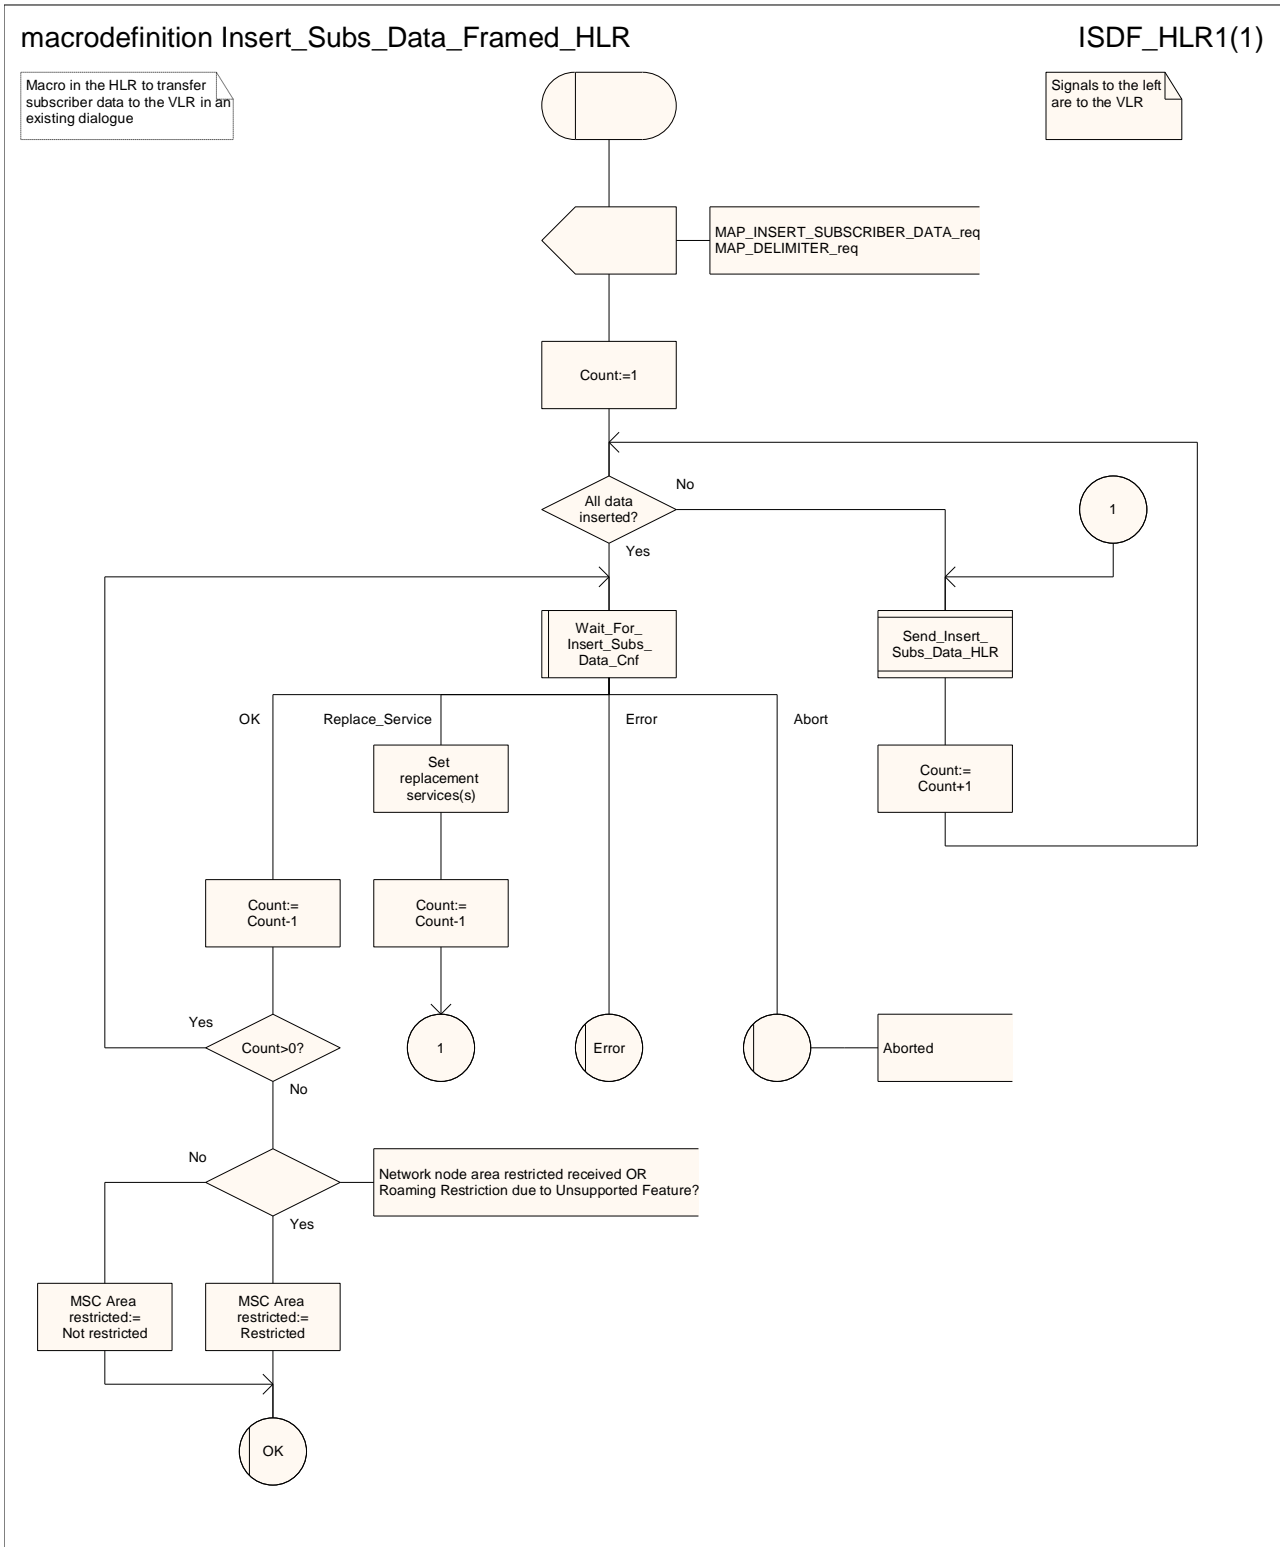 macrodefinition Insert_Subs_Data_Framed_HLR
ISDF_HLR1(1)
Macro in the HLR to transfer
subscriber data to the VLR in an
existing dialogue
Signals to the left
are to the VLR
MAP_INSERT_SUBSCRIBER_DATA_req
MAP_DELIMITER_req
Count:=1
No
All data
inserted?
1
Yes
Wait_For_
Insert_Subs_
Data_Cnf
Send_Insert_
Subs_Data_HLR
OK
Replace_Service
Error
Abort
Set
replacement
services(s)
Count:=
Count+1
Count:=
Count-1
Count:=
Count-1
Yes
Count>0?
1
Error
Aborted
No
No
Network node area restricted received OR
Roaming Restriction due to Unsupported Feature?
Yes
MSC Area
restricted:=
Not restricted
MSC Area
restricted:=
Restricted
OK